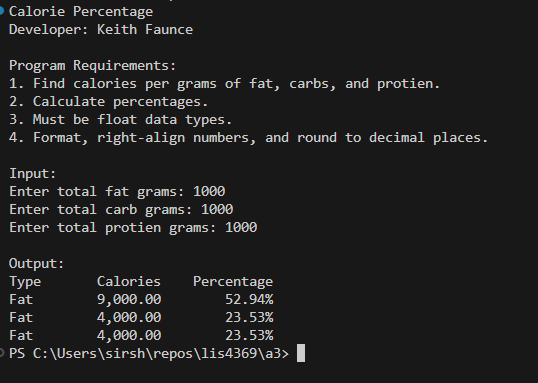 Calorie Percentage
Developer: Keith Faunce

Program Requirements:
1. Find calories per grams of fat, carbs, and protien.
2. Calculate percentages.
3. Must be float data types.
4. Format, right-align numbers, and round to decimal places.

Input:
Enter total fat grams: 1000
Enter total carb grams: 1000
Enter total protien grams: 1000

Output:
Type       Calories    Percentage
Fat        9,000.00        52.94%
Fat        4,000.00        23.53%
Fat        4,000.00        23.53%
PS C:\Users\sirsh\repos\lis4369\a3>